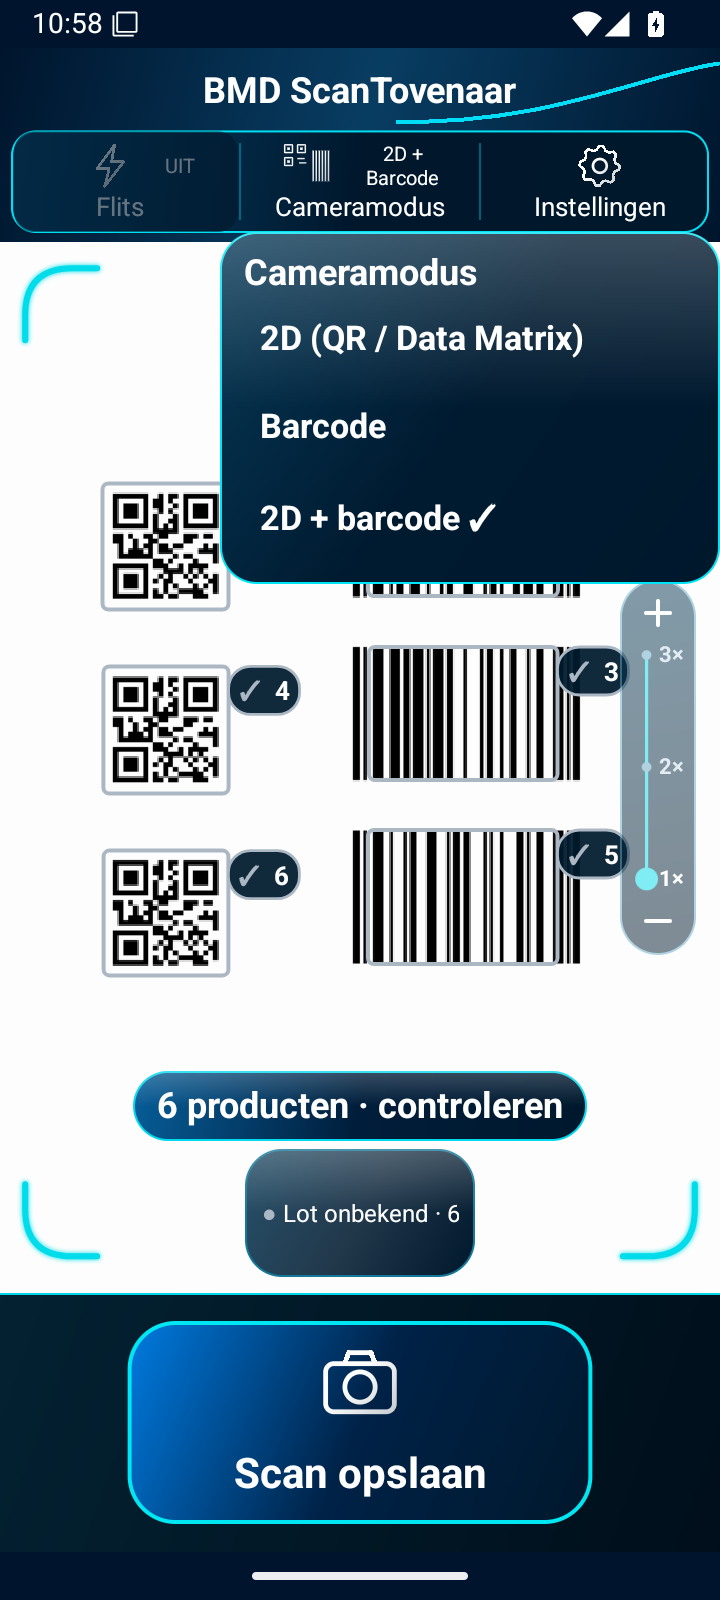 10:58
BMD ScanTovenaar
UIT
Flits
2D +
Barcode
Cameramodus
Instellingen
Cameramodus
2D (QR / Data Matrix)
Barcode
2D + barcode ✓
✓ 4
✓ 3
✓ 6
✓ 5
+
3×
2×
1×
−
6 producten · controleren
Lot onbekend · 6
Scan opslaan